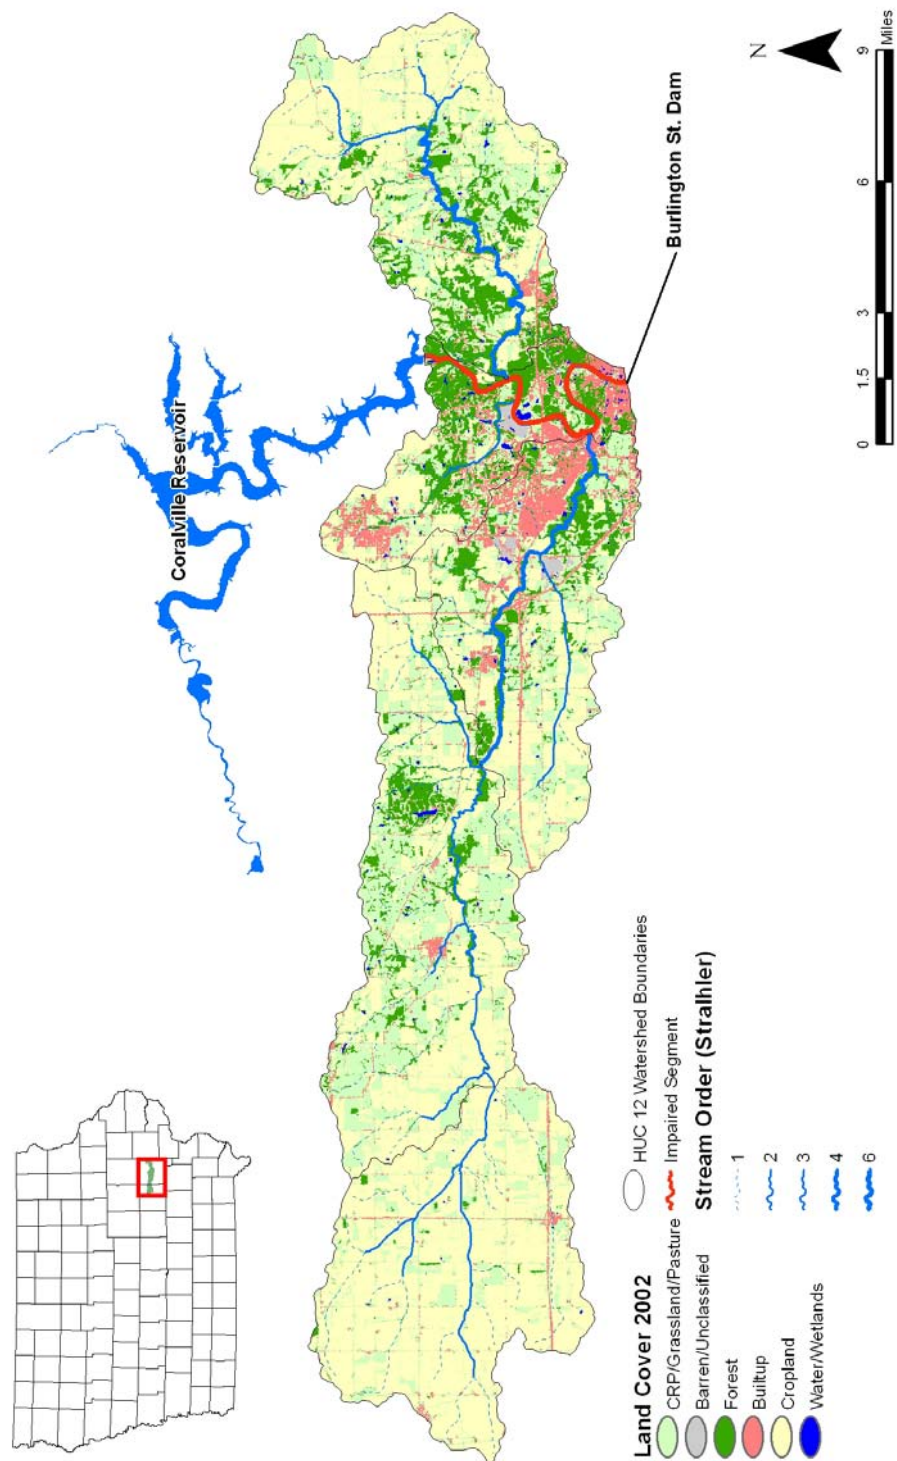 Coralville Reservoir
Burlington St. Dam
N
0 1.5 3 6 9
Miles
Land Cover 2002
CRP/Grassland/Pasture
Barren/Unclassified
Forest
Builtup
Cropland
Water/Wetlands
HUC 12 Watershed Boundaries
Impaired Segment
Stream Order (Stralhler)
1
2
3
4
6